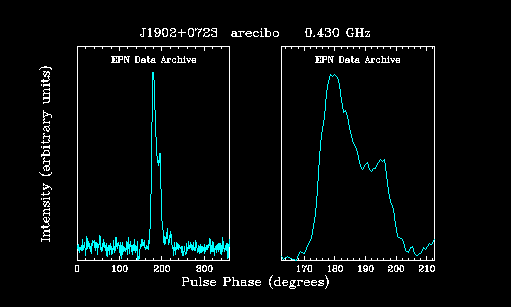 J1902+0723 arecibo 0.430 GHz
EPN Data Archive
EPN Data Archive
Intensity (arbitrary units)
0 100 200 300
170 180 190 200 210
Pulse Phase (degrees)